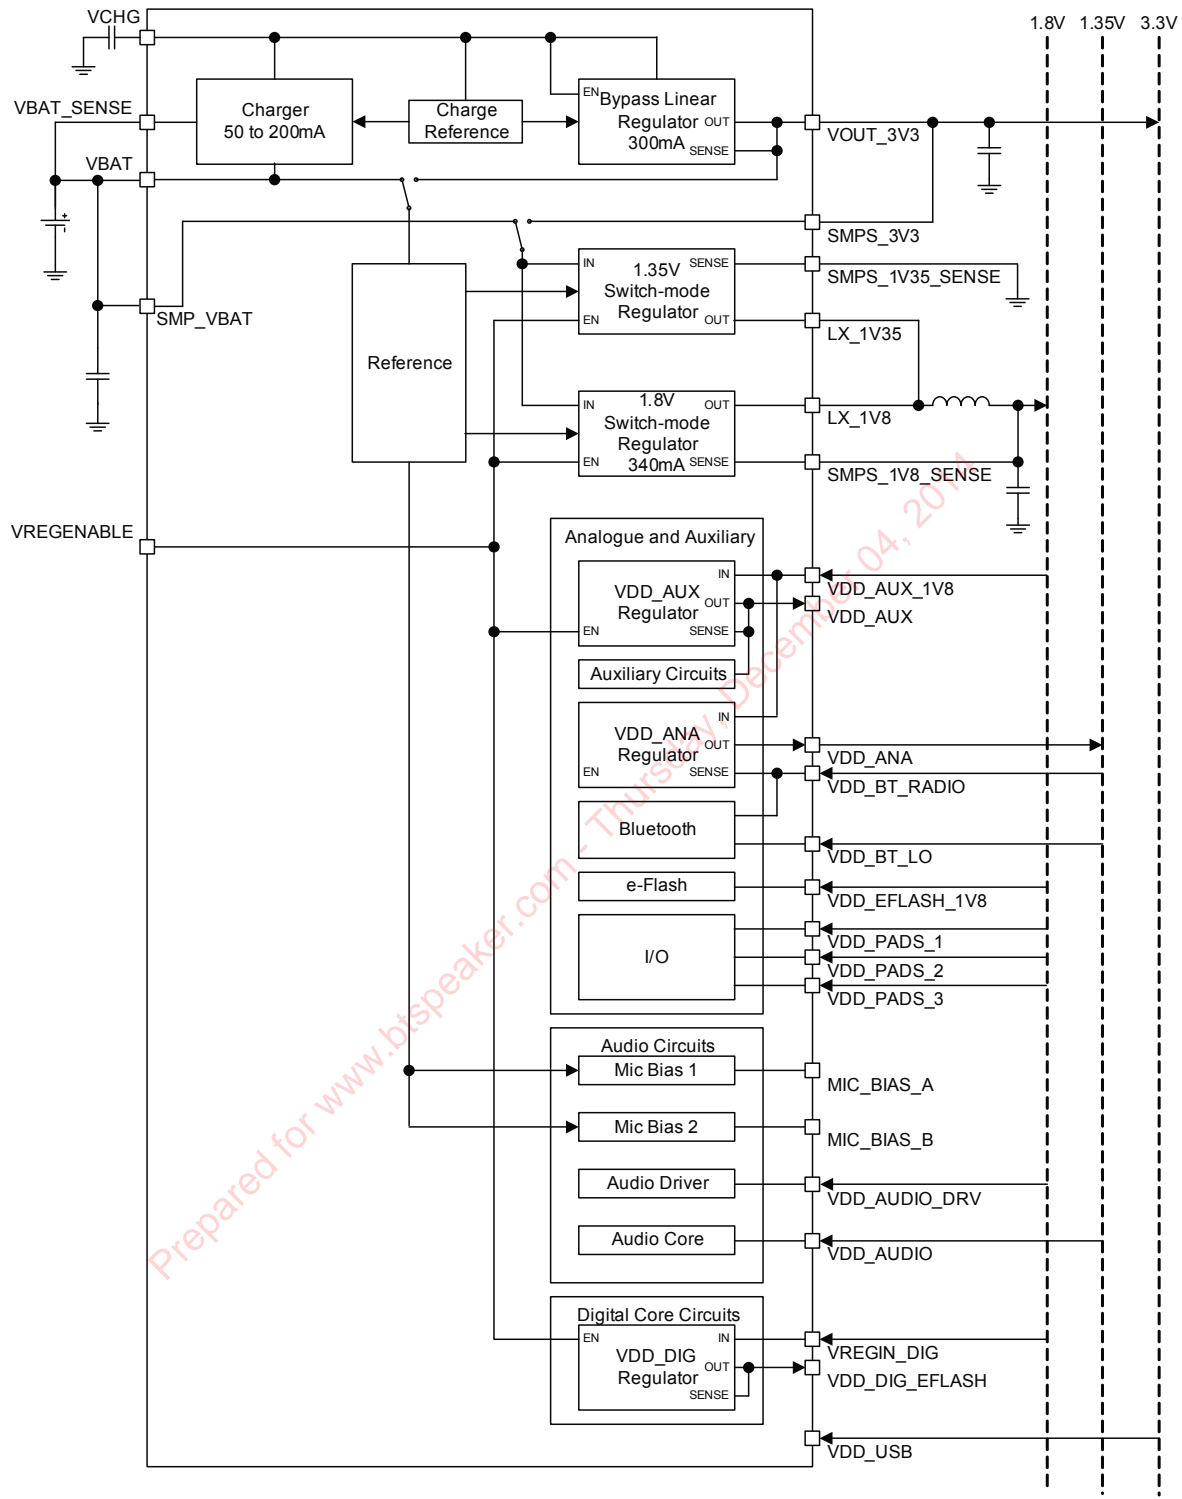 VCHG
1.8V 1.35V 3.3V
VBAT_SENSE
Charger
50 to 200mA
Charge
Reference
EN
Bypass Linear
Regulator
300mA
OUT
SENSE
VOUT_3V3
VBAT
+
-
SMPS_3V3
SMP_VBAT
Reference
IN
1.35V
Switch-mode
Regulator
SENSE
EN
OUT
SMPS_1V35_SENSE
LX_1V35
IN
1.8V
Switch-mode
Regulator
340mA
OUT
EN
SENSE
LX_1V8
SMPS_1V8_SENSE
VREGENABLE
Analogue and Auxiliary
VDD_AUX
Regulator
IN
OUT
SENSE
EN
VDD_AUX_1V8
VDD_AUX
Auxiliary Circuits
VDD_ANA
Regulator
IN
OUT
SENSE
EN
VDD_ANA
VDD_BT_RADIO
Bluetooth
VDD_BT_LO
e-Flash
VDD_EFLASH_1V8
I/O
VDD_PADS_1
VDD_PADS_2
VDD_PADS_3
Audio Circuits
Mic Bias 1
MIC_BIAS_A
Mic Bias 2
MIC_BIAS_B
Audio Driver
VDD_AUDIO_DRV
Audio Core
VDD_AUDIO
Digital Core Circuits
EN
VDD_DIG
Regulator
IN
OUT
SENSE
VREGIN_DIG
VDD_DIG_EFLASH
VDD_USB
Prepared for www.btspeaker.com - Thursday, December 04, 2014